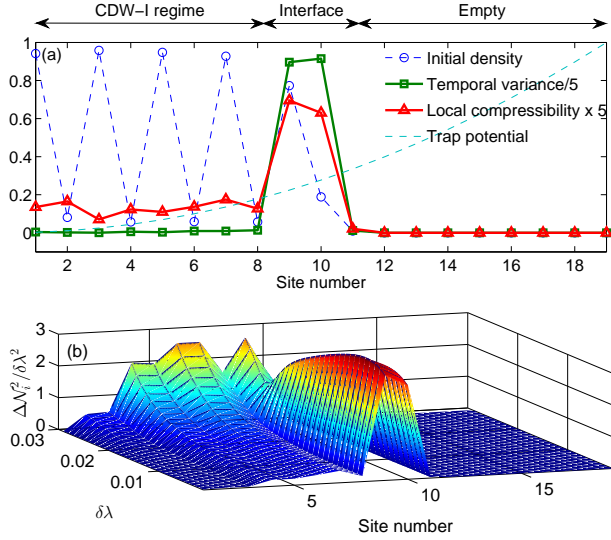 CDW-I regime Interface Empty
1
(a)
Initial density
0.8
Temporal variance/5
0.6
Local compressibility x 5
Trap potential
0.4
0.2
0
2 4 6 8 10 12 14 16 18
Site number
3
(b)
2
1
0
ΔN_i^2/δλ^2
0.03
0.02
0.01
δλ
5 10 15
Site number